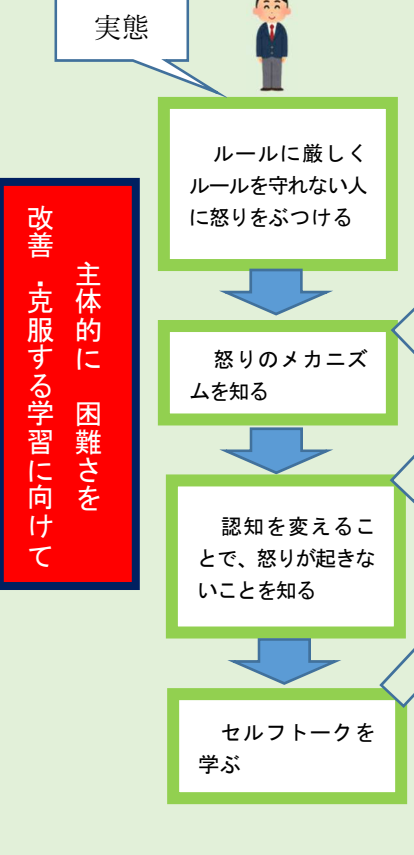 実態
ルールに厳しく
ルールを守れない人
に怒りをぶつける
主体的に 困難さを
改善・克服する学習に向けて
怒りのメカニズ
ムを知る
認知を変えるこ
とで、怒りが起きな
いことを知る
セルフトークを
学ぶ